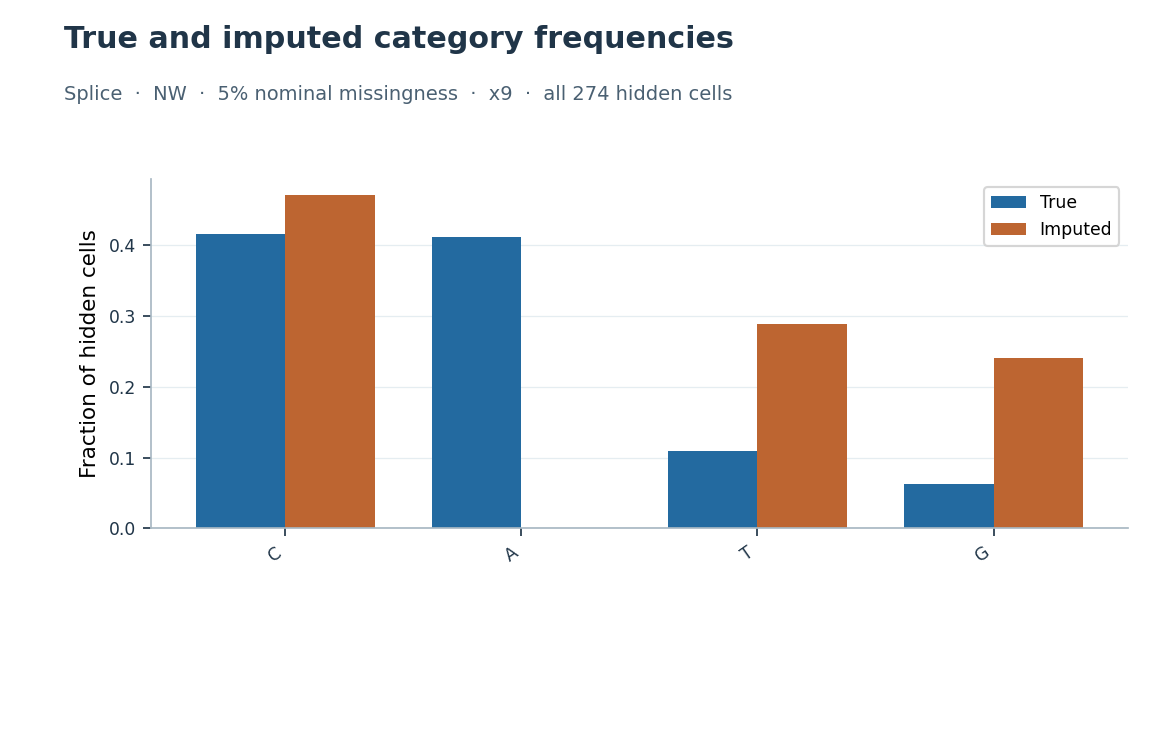 True and imputed category frequencies
Splice · NW · 5% nominal missingness · x9 · all 274 hidden cells
True
Imputed
Fraction of hidden cells
0.4
0.3
0.2
0.1
0.0
C
A
T
G